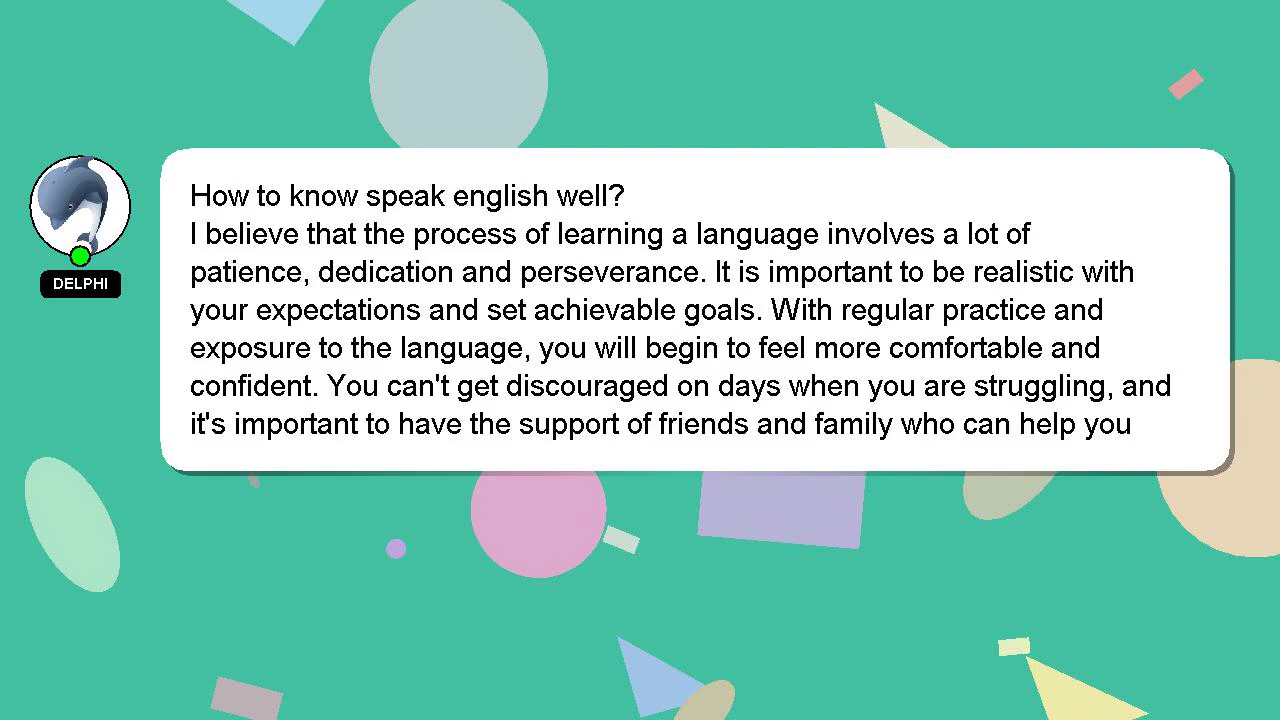 How to know speak english well?
I believe that the process of learning a language involves a lot of
patience, dedication and perseverance. It is important to be realistic with
your expectations and set achievable goals. With regular practice and
exposure to the language, you will begin to feel more comfortable and
confident. You can't get discouraged on days when you are struggling, and
it's important to have the support of friends and family who can help you
DELPHI